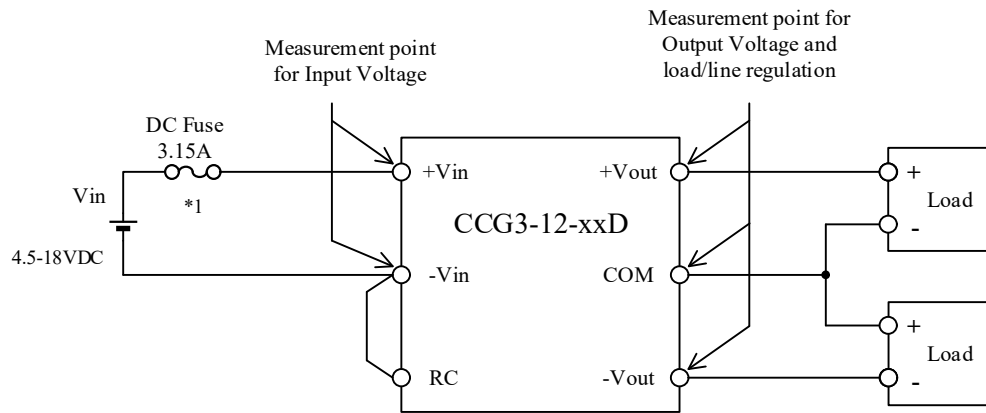 Measurement point
for Input Voltage
Measurement point for
Output Voltage and
load/line regulation
DC Fuse
3.15A
*1
Vin
4.5-18VDC
+Vin
-Vin
RC
CCG3-12-xxD
+Vout
COM
-Vout
+
Load
-
+
Load
-